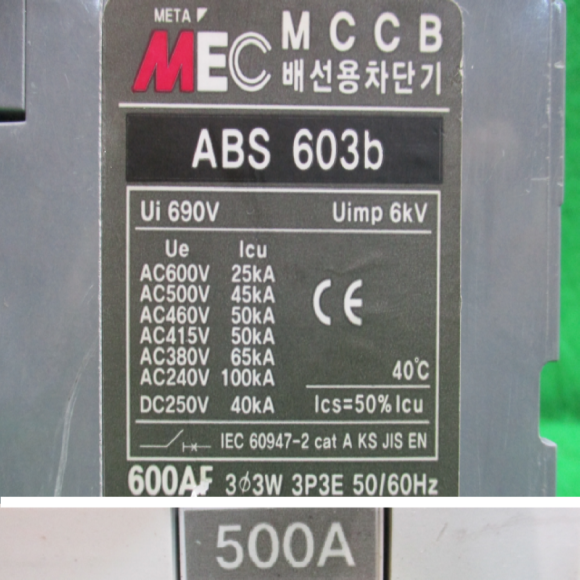 META
MEC MCCB
배선용차단기
ABS 603b
Ui 690V Uimp 6kV
Ue Icu
AC600V 25kA
AC500V 45kA
AC460V 50kA
AC415V 50kA
AC380V 65kA
AC240V 100kA
DC250V 40kA
CE
40℃
Ics=50%Icu
IEC 60947-2 cat A KS JIS EN
600AF 3ϕ3W 3P3E 50/60Hz
500A